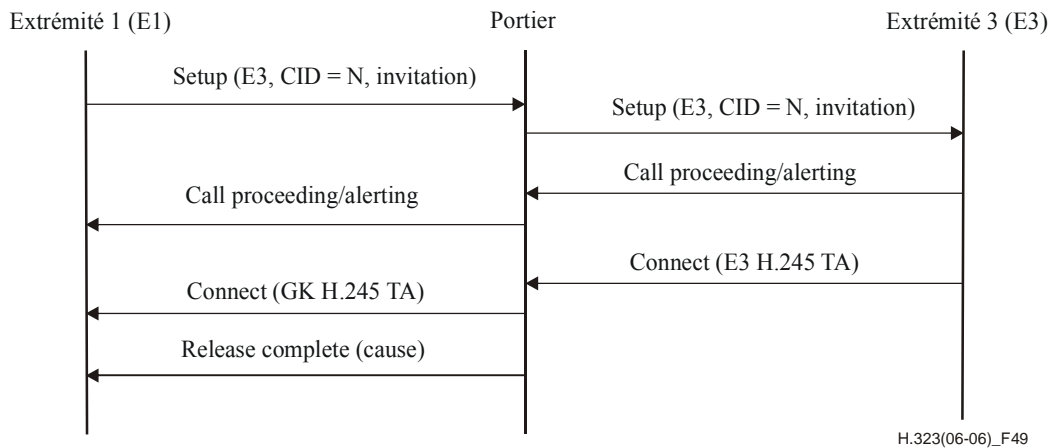 Extrémité 1 (E1)
Portier
Extrémité 3 (E3)
Setup (E3, CID = N, invitation)
Setup (E3, CID = N, invitation)
Call proceeding/alerting
Call proceeding/alerting
Connect (E3 H.245 TA)
Connect (GK H.245 TA)
Release complete (cause)
H.323(06-06)_F49